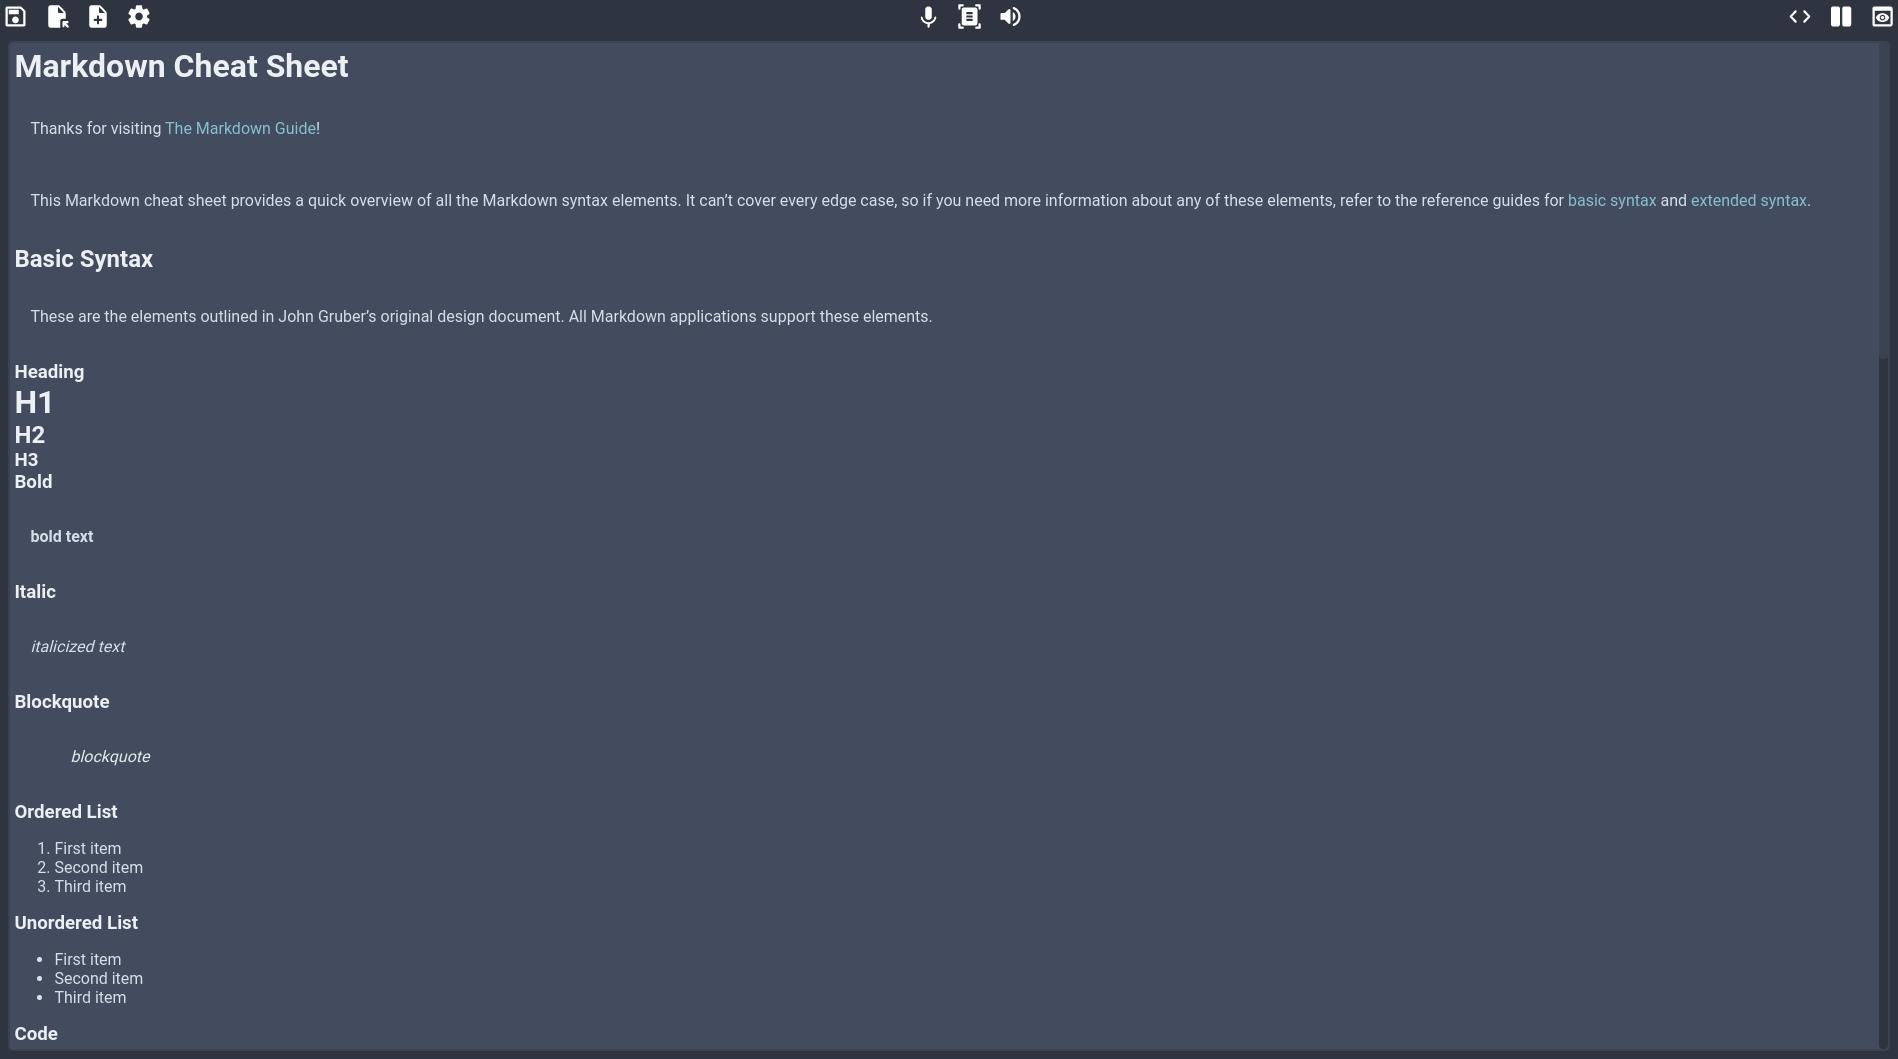 Markdown Cheat Sheet
Thanks for visiting The Markdown Guide!
This Markdown cheat sheet provides a quick overview of all the Markdown syntax elements. It can’t cover every edge case, so if you need more information about any of these elements, refer to the reference guides for basic syntax and extended syntax.
Basic Syntax
These are the elements outlined in John Gruber’s original design document. All Markdown applications support these elements.
Heading
H1
H2
H3
Bold
bold text
Italic
italicized text
Blockquote
blockquote
Ordered List
1. First item
2. Second item
3. Third item
Unordered List
• First item
• Second item
• Third item
Code